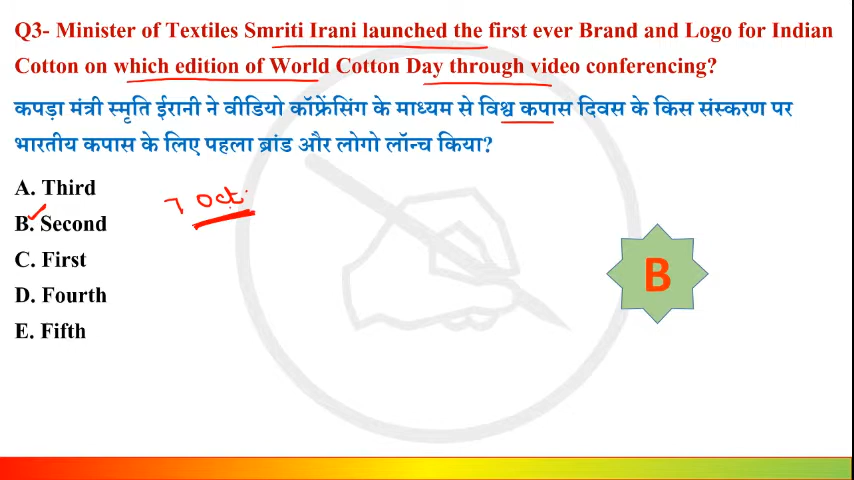 Q3- Minister of Textiles Smriti Irani launched the first ever Brand and Logo for Indian
Cotton on which edition of World Cotton Day through video conferencing?
कपड़ा मंत्री स्मृति ईरानी ने वीडियो कॉफ्रेंसिंग के माध्यम से विश्व कपास दिवस के किस संस्करण पर
भारतीय कपास के लिए पहला ब्रांड और लोगो लॉन्च किया?
A. Third
7 Oct.
B. Second
C. First
B
D. Fourth
E. Fifth